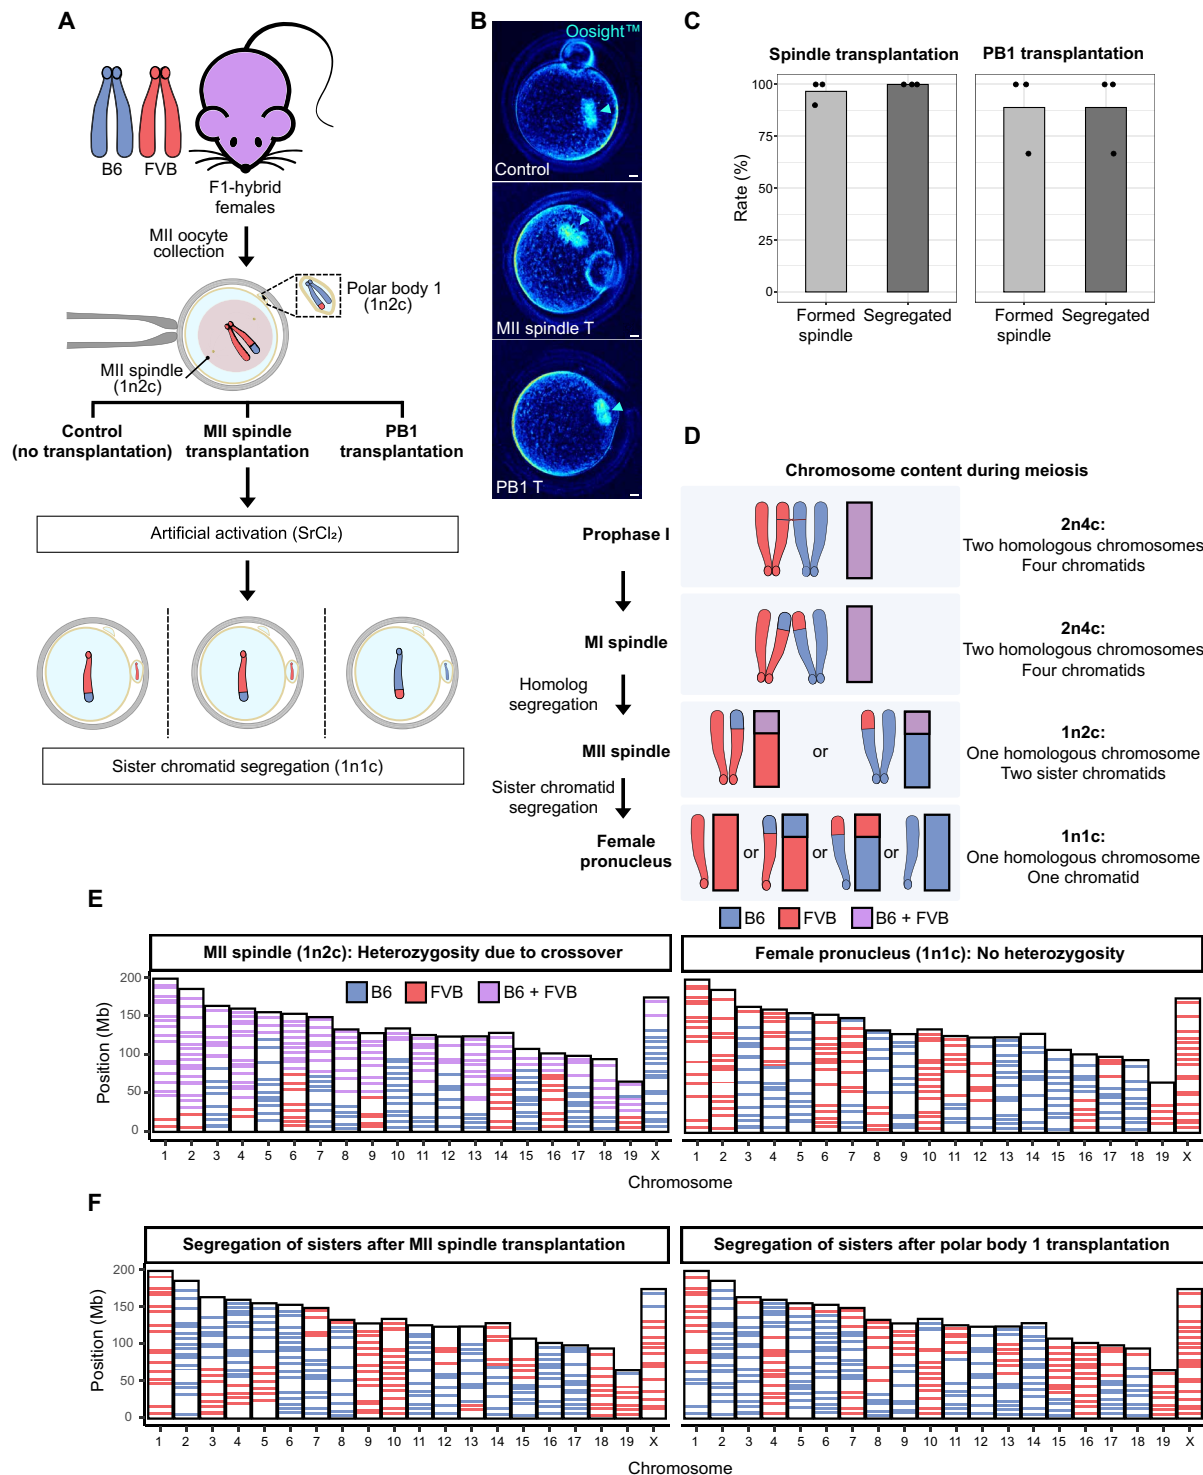 A
B6
FVB
F1-hybrid
females
MII oocyte
collection
Polar body 1
(1n2c)
MII spindle
(1n2c)
Control
(no transplantation)
MII spindle
transplantation
PB1
transplantation
Artificial activation (SrCl₂)
Sister chromatid segregation (1n1c)
B
Oosight™
Control
MII spindle T
PB1 T
C
Spindle transplantation
PB1 transplantation
Rate (%)
100
75
50
25
0
100
75
50
25
0
Formed
spindle
Segregated
Formed
spindle
Segregated
D
Chromosome content during meiosis
Prophase I
2n4c:
Two homologous chromosomes
Four chromatids
MI spindle
2n4c:
Two homologous chromosomes
Four chromatids
Homolog
segregation
MII spindle
or
1n2c:
One homologous chromosome
Two sister chromatids
Sister chromatid
segregation
Female
pronucleus
or
or
or
1n1c:
One homologous chromosome
One chromatid
B6
FVB
B6 + FVB
E
MII spindle (1n2c): Heterozygosity due to crossover
Female pronucleus (1n1c): No heterozygosity
B6
FVB
B6 + FVB
Position (Mb)
200
150
100
50
0
1 2 3 4 5 6 7 8 9 10 11 12 13 14 15 16 17 18 19 X
1 2 3 4 5 6 7 8 9 10 11 12 13 14 15 16 17 18 19 X
Chromosome
F
Segregation of sisters after MII spindle transplantation
Segregation of sisters after polar body 1 transplantation
Position (Mb)
200
150
100
50
0
1 2 3 4 5 6 7 8 9 10 11 12 13 14 15 16 17 18 19 X
1 2 3 4 5 6 7 8 9 10 11 12 13 14 15 16 17 18 19 X
Chromosome